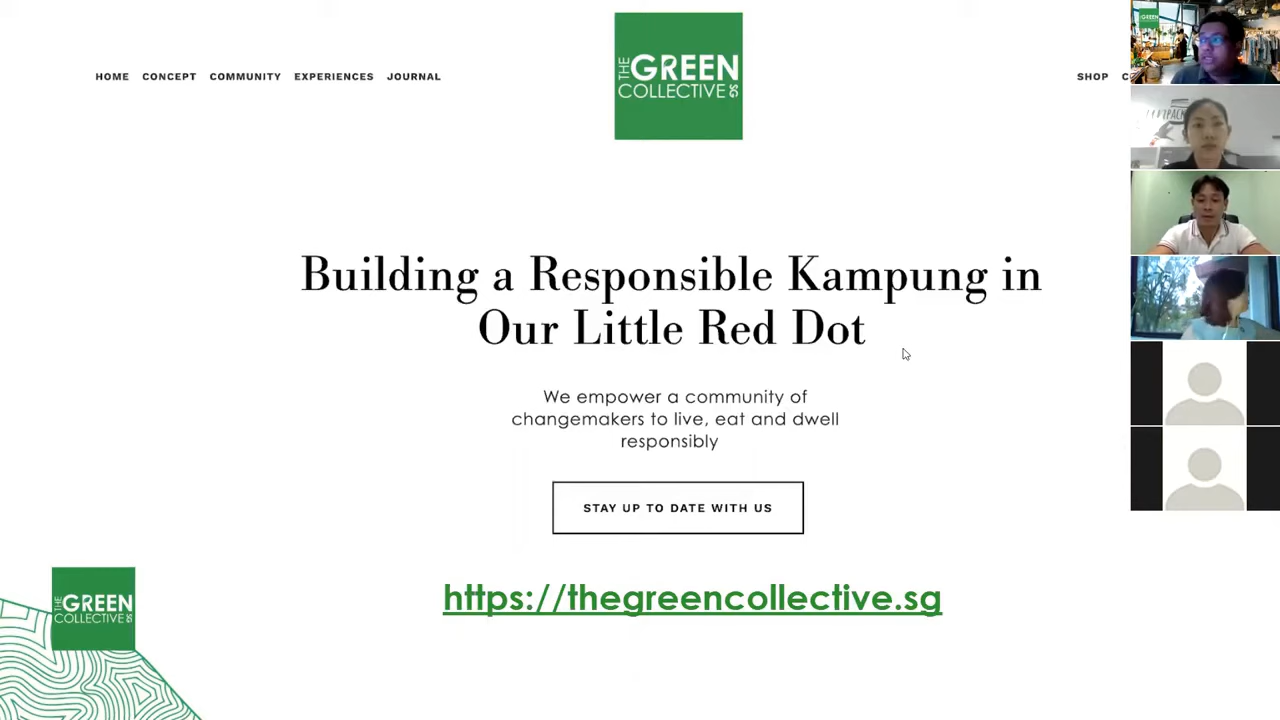 HOME CONCEPT COMMUNITY EXPERIENCES JOURNAL
THE GREEN
COLLECTIVE SG
SHOP
Building a Responsible Kampung in
Our Little Red Dot
We empower a community of
changemakers to live, eat and dwell
responsibly
STAY UP TO DATE WITH US
https://thegreencollective.sg
THE GREEN
COLLECTIVE SG
GREEN